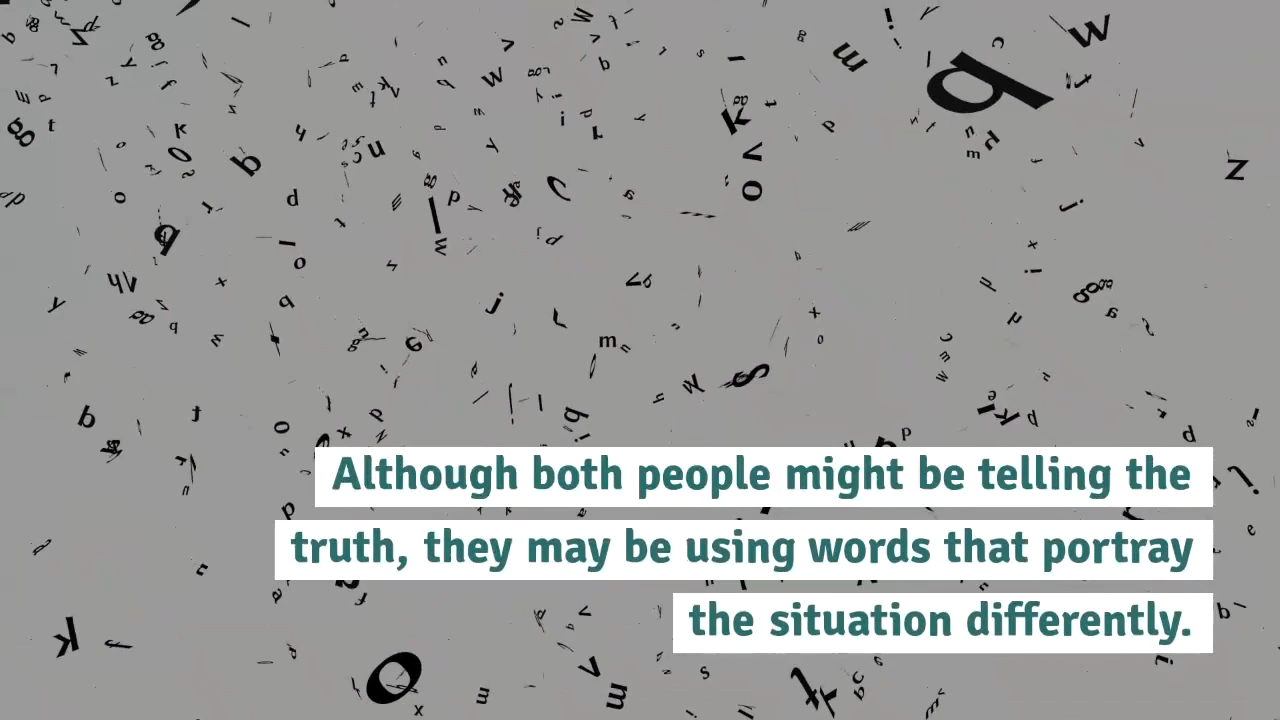 Although both people might be telling the
truth, they may be using words that portray
the situation differently.